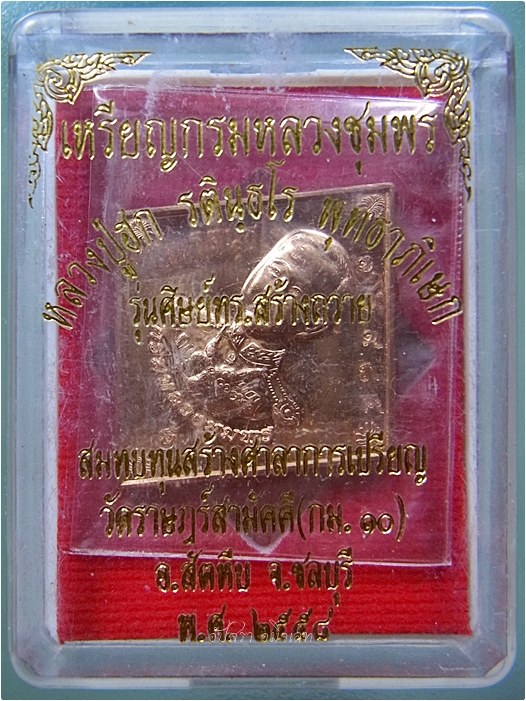 เหรียญกรมหลวงชุมพร
หลวงปู่ฮก รตินฺธโร พุทธาภิเษก
รุ่นศิษย์ทร.สร้างถวาย
สมทบทุนสร้างศาลาการเปรียญ
วัดราษฎร์สามัคคี(กม. ๑๐)
อ.สัตหีบ จ.ชลบุรี
พ.ศ. ๒๕๕๔